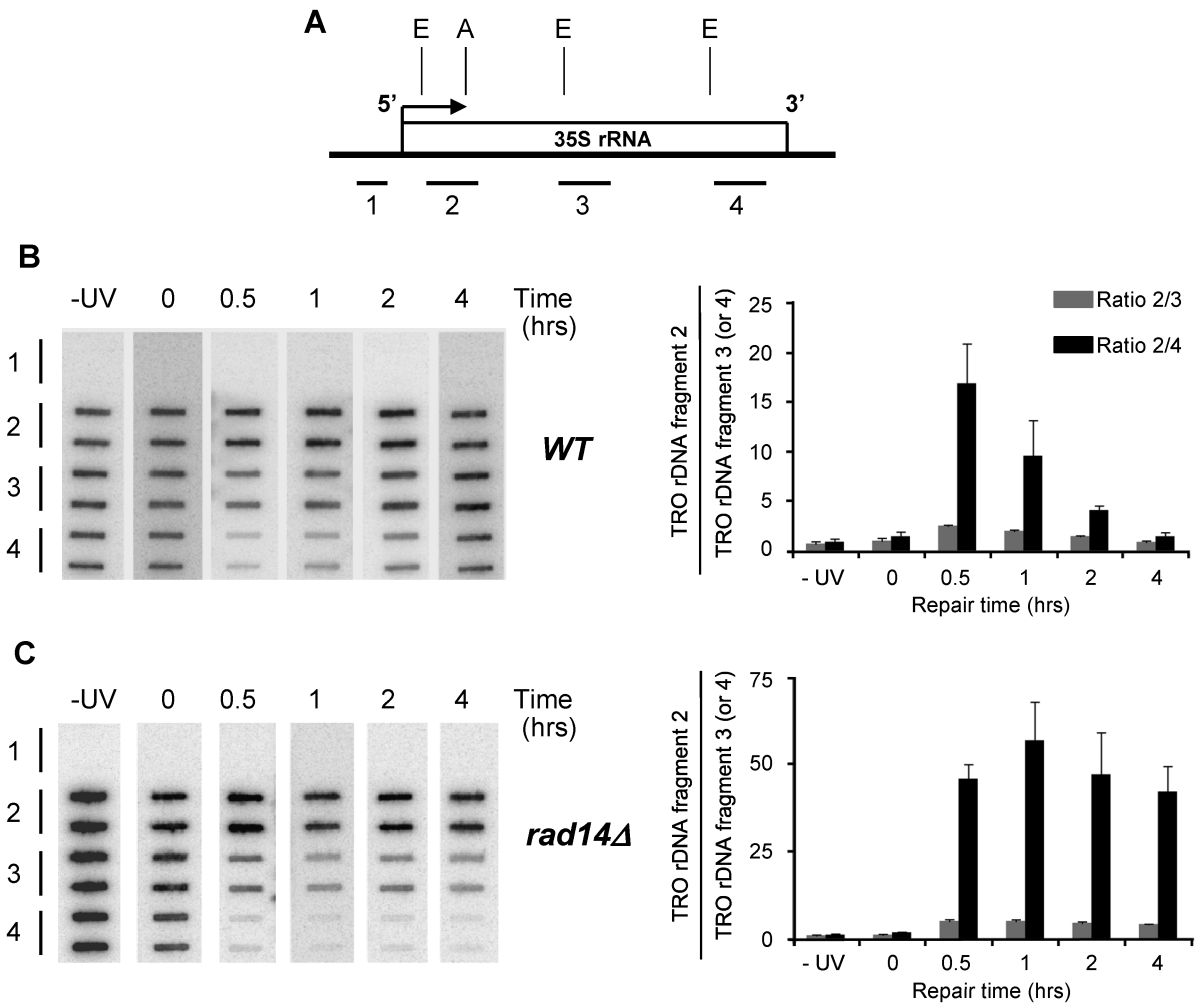 A
E A E E
5’ 3’
35S rRNA
1 2 3 4
B
-UV 0 0.5 1 2 4 Time
(hrs)
1
2
3
4
WT
TRO rDNA fragment 2
TRO rDNA fragment 3 (or 4)
25
20
15
10
5
0
Ratio 2/3
Ratio 2/4
- UV 0 0.5 1 2 4
Repair time (hrs)
C
-UV 0 0.5 1 2 4 Time
(hrs)
1
2
3
4
rad14Δ
TRO rDNA fragment 2
TRO rDNA fragment 3 (or 4)
75
50
25
0
- UV 0 0.5 1 2 4
Repair time (hrs)